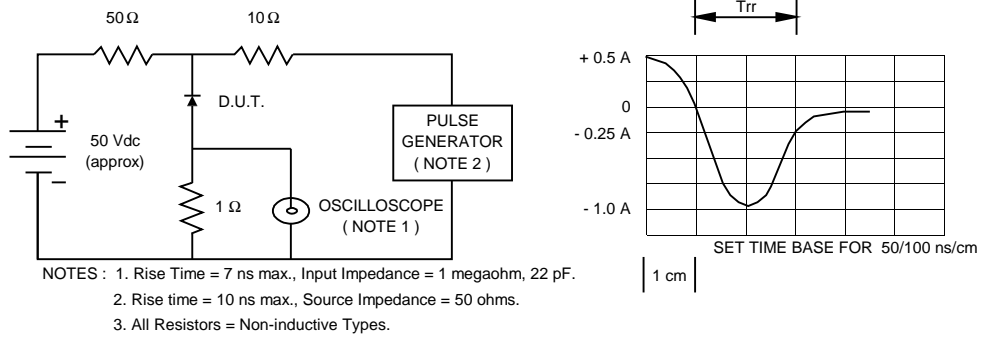 50 Ω
10 Ω
D.U.T.
+
50 Vdc
(approx)
−
1 Ω
OSCILLOSCOPE
( NOTE 1 )
PULSE
GENERATOR
( NOTE 2 )
Trr
+ 0.5 A
0
- 0.25 A
- 1.0 A
SET TIME BASE FOR 50/100 ns/cm
1 cm
NOTES : 1. Rise Time = 7 ns max., Input Impedance = 1 megaohm, 22 pF.
2. Rise time = 10 ns max., Source Impedance = 50 ohms.
3. All Resistors = Non-inductive Types.